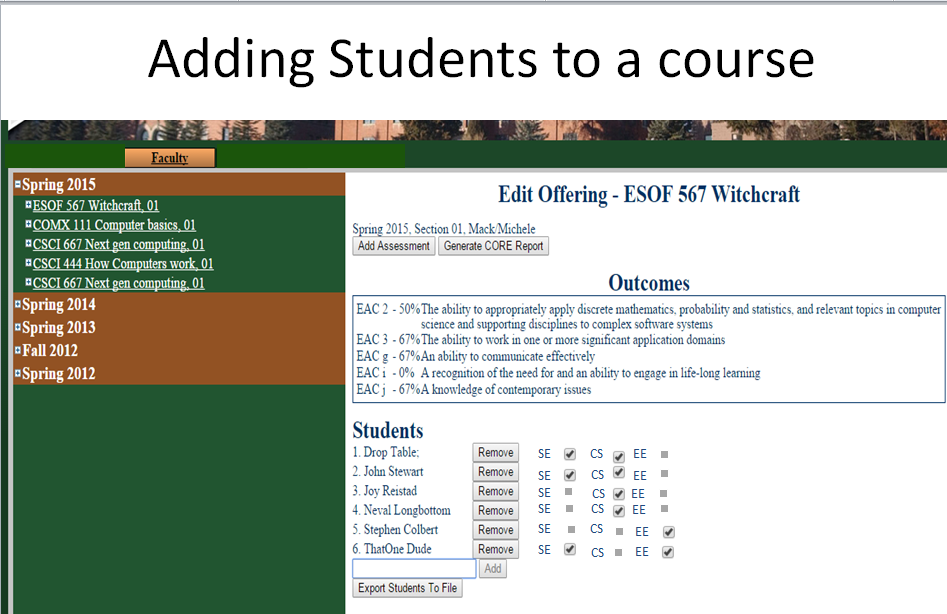 Adding Students to a course
Faculty
Spring 2015
ESOF 567 Witchcraft, 01
COMX 111 Computer basics, 01
CSCI 667 Next gen computing, 01
CSCI 444 How Computers work, 01
CSCI 667 Next gen computing, 01
Spring 2014
Spring 2013
Fall 2012
Spring 2012
Edit Offering - ESOF 567 Witchcraft
Spring 2015, Section 01, Mack/Michele
Add Assessment Generate CORE Report
Outcomes
EAC 2 - 50%The ability to appropriately apply discrete mathematics, probability and statistics, and relevant topics in computer
science and supporting disciplines to complex software systems
EAC 3 - 67%The ability to work in one or more significant application domains
EAC g - 67%An ability to communicate effectively
EAC i - 0% A recognition of the need for and an ability to engage in life-long learning
EAC j - 67%A knowledge of contemporary issues
Students
1. Drop Table; Remove SE CS EE
2. John Stewart Remove SE CS EE
3. Joy Reistad Remove SE CS EE
4. Neval Longbottom Remove SE CS EE
5. Stephen Colbert Remove SE CS EE
6. ThatOne Dude Remove SE CS EE
Add
Export Students To File